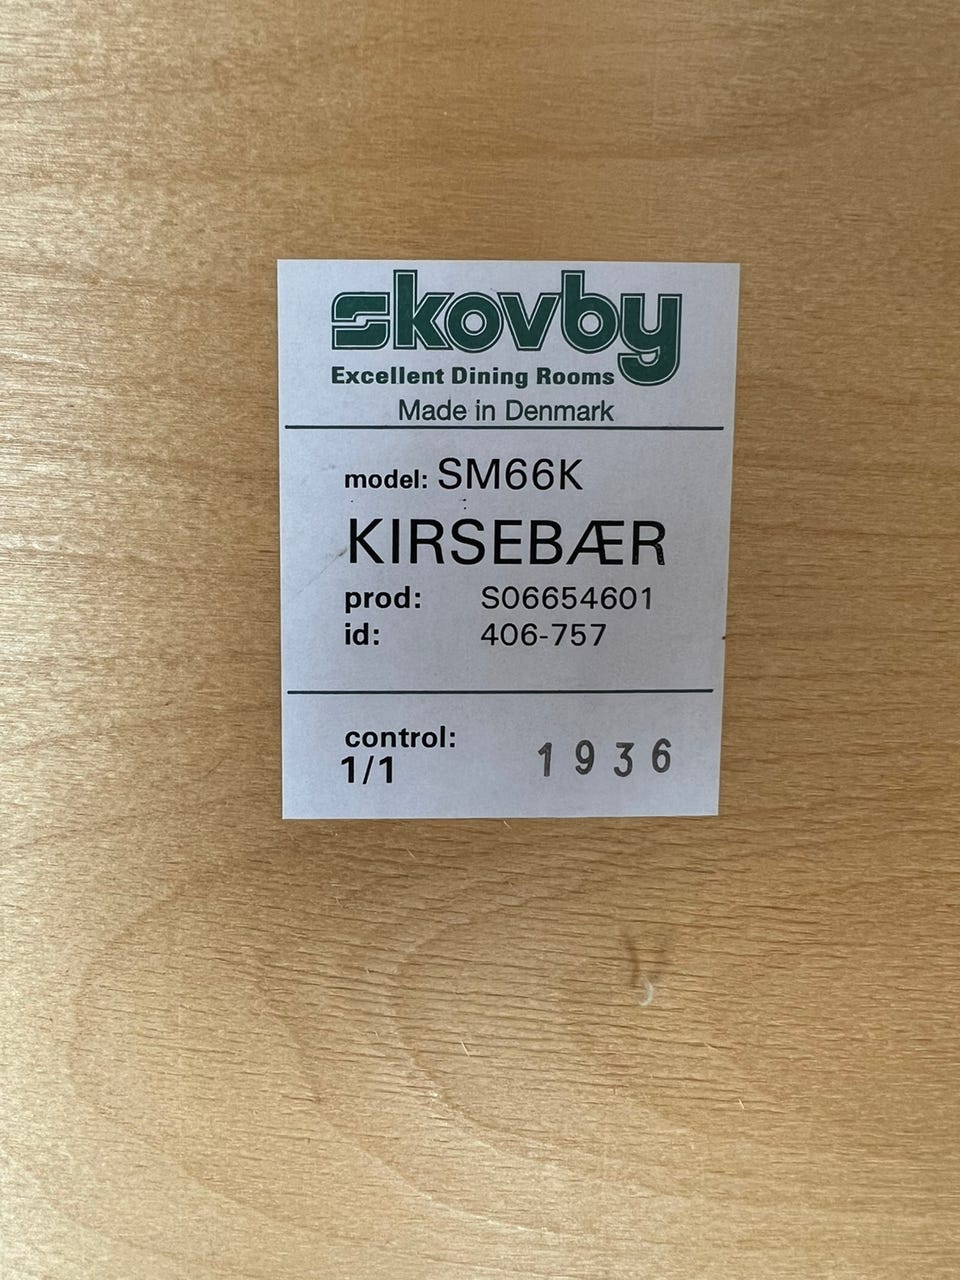 skovby
Excellent Dining Rooms
Made in Denmark
model: SM66K
KIRSEBÆR
prod: S06654601
id: 406-757
control:
1/1 1936